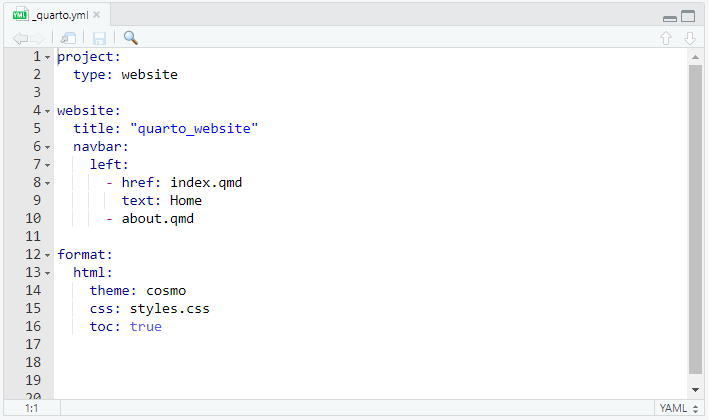 _quarto.yml
1 project:
2   type: website
3
4 website:
5   title: "quarto_website"
6   navbar:
7     left:
8       - href: index.qmd
9         text: Home
10       - about.qmd
11
12 format:
13   html:
14     theme: cosmo
15     css: styles.css
16     toc: true
17
18
19
20
1:1 YAML